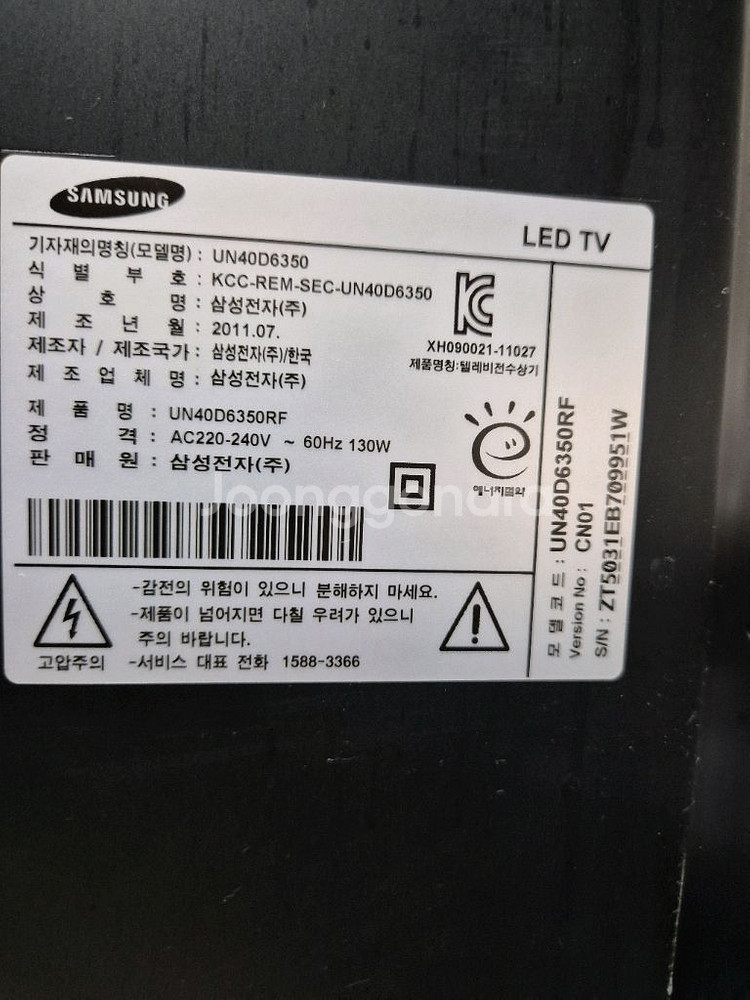 SAMSUNG
LED TV
기자재의명칭(모델명) : UN40D6350
식 별 부 호 : KCC-REM-SEC-UN40D6350
상 호 명 : 삼성전자(주)
제 조 년 월 : 2011.07.
제조자 / 제조국가 : 삼성전자(주)/한국
제 조 업 체 명 : 삼성전자(주)
XH090021-11027
제품명칭:텔레비전수상기
제 품 명 : UN40D6350RF
정 격 : AC220-240V ~ 60Hz 130W
판 매 원 : 삼성전자(주)
에너지절약
Joonggonara
-감전의 위험이 있으니 분해하지 마세요.
-제품이 넘어지면 다칠 우려가 있으니
주의 바랍니다.
고압주의 -서비스 대표 전화 1588-3366
모 델 코 드 : UN40D6350RF
Version No : CN01
S/N : ZT5031EB709951W